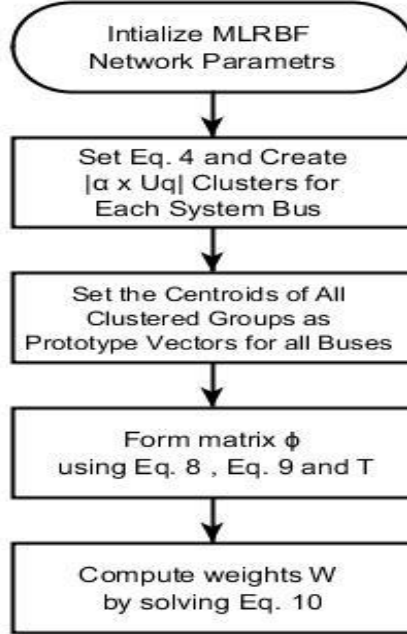 Intialize MLRBF
Network Parametrs
Set Eq. 4 and Create
|α x Uq| Clusters for
Each System Bus
Set the Centroids of All
Clustered Groups as
Prototype Vectors for all Buses
Form matrix ϕ
using Eq. 8 , Eq. 9 and T
Compute weights W
by solving Eq. 10